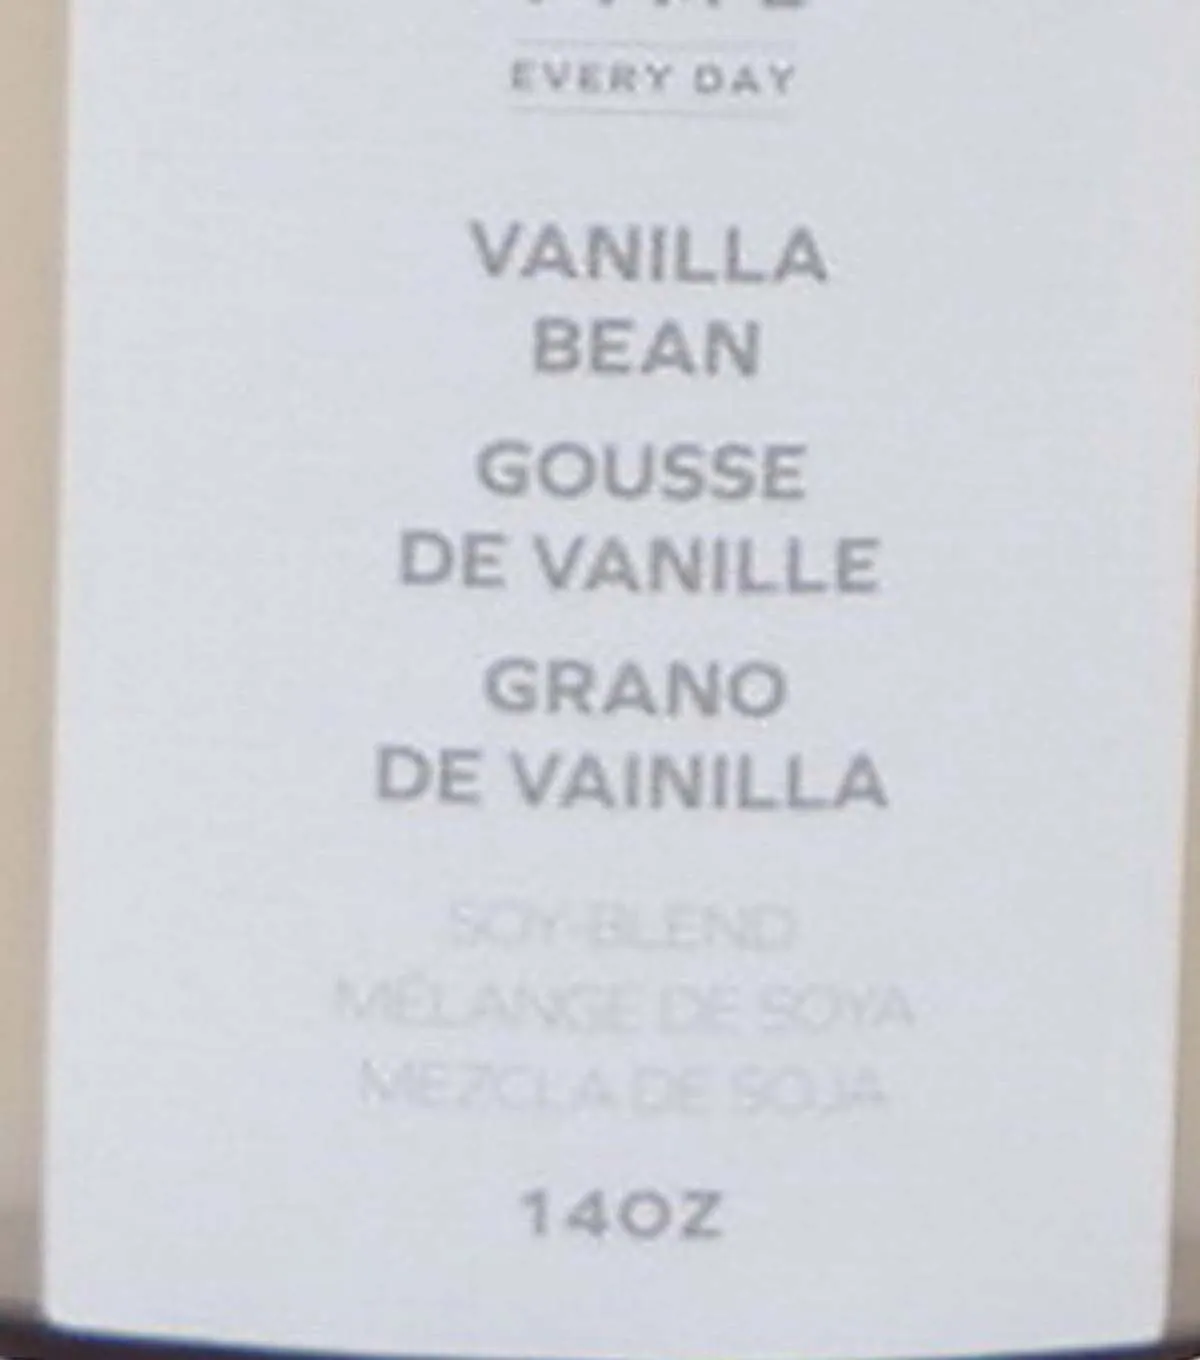 EVERY DAY
VANILLA
BEAN
GOUSSE
DE VANILLE
GRANO
DE VAINILLA
SOY-BLEND
MÉLANGE DE SOYA
MEZCLA DE SOJA
14OZ